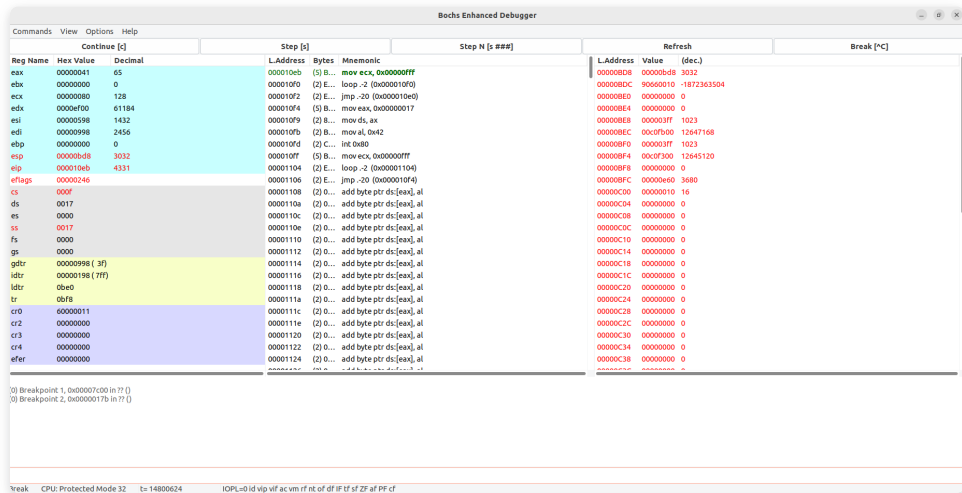 Bochs Enhanced Debugger
Commands View Options Help
Continue [c] Step [s] Step N [s ###] Refresh Break [^C]
Reg Name Hex Value Decimal L.Address Bytes Mnemonic L.Address Value (dec.)
eax 00000041 65 000010eb (5) B... mov ecx, 0x00000fff 00000BD8 00000bd8 3032
ebx 00000000 0 000010f0 (2) E... loop .-2 (0x000010f0) 00000BDC 90660010 -1872363504
ecx 00000080 128 000010f2 (2) E... jmp .-20 (0x000010e0) 00000BE0 00000000 0
edx 0000ef00 61184 000010f4 (5) B... mov eax, 0x00000017 00000BE4 00000000 0
esi 00000598 1432 000010f9 (2) 8... mov ds, ax 00000BE8 000003ff 1023
edi 00000998 2456 000010fb (2) B... mov al, 0x42 00000BEC 00c0fb00 12647168
ebp 00000000 0 000010fd (2) C... int 0x80 00000BF0 000003ff 1023
esp 00000bd8 3032 000010ff (5) B... mov ecx, 0x00000fff 00000BF4 00c0f300 12645120
eip 000010eb 4331 00001104 (2) E... loop .-2 (0x00001104) 00000BF8 00000000 0
eflags 00000246 00001106 (2) E... jmp .-20 (0x000010f4) 00000BFC 00000e60 3680
cs 000f 00001108 (2) 0... add byte ptr ds:[eax], al 00000C00 00000010 16
ds 0017 0000110a (2) 0... add byte ptr ds:[eax], al 00000C04 00000000 0
es 0000 0000110c (2) 0... add byte ptr ds:[eax], al 00000C08 00000000 0
ss 0017 0000110e (2) 0... add byte ptr ds:[eax], al 00000C0C 00000000 0
fs 0000 00001110 (2) 0... add byte ptr ds:[eax], al 00000C10 00000000 0
gs 0000 00001112 (2) 0... add byte ptr ds:[eax], al 00000C14 00000000 0
gdtr 00000998 ( 3f) 00001114 (2) 0... add byte ptr ds:[eax], al 00000C18 00000000 0
idtr 00000198 ( 7ff) 00001116 (2) 0... add byte ptr ds:[eax], al 00000C1C 00000000 0
ldtr 0be0 00001118 (2) 0... add byte ptr ds:[eax], al 00000C20 00000000 0
tr 0bf8 0000111a (2) 0... add byte ptr ds:[eax], al 00000C24 00000000 0
cr0 60000011 0000111c (2) 0... add byte ptr ds:[eax], al 00000C28 00000000 0
cr2 00000000 0000111e (2) 0... add byte ptr ds:[eax], al 00000C2C 00000000 0
cr3 00000000 00001120 (2) 0... add byte ptr ds:[eax], al 00000C30 00000000 0
cr4 00000000 00001122 (2) 0... add byte ptr ds:[eax], al 00000C34 00000000 0
efer 00000000 00001124 (2) 0... add byte ptr ds:[eax], al 00000C38 00000000 0
(0) Breakpoint 1, 0x00007c00 in ?? ()
(0) Breakpoint 2, 0x0000017b in ?? ()
Break CPU: Protected Mode 32 t= 14800624 IOPL=0 id vip vif ac vm rf nt of df IF tf sf ZF af PF cf